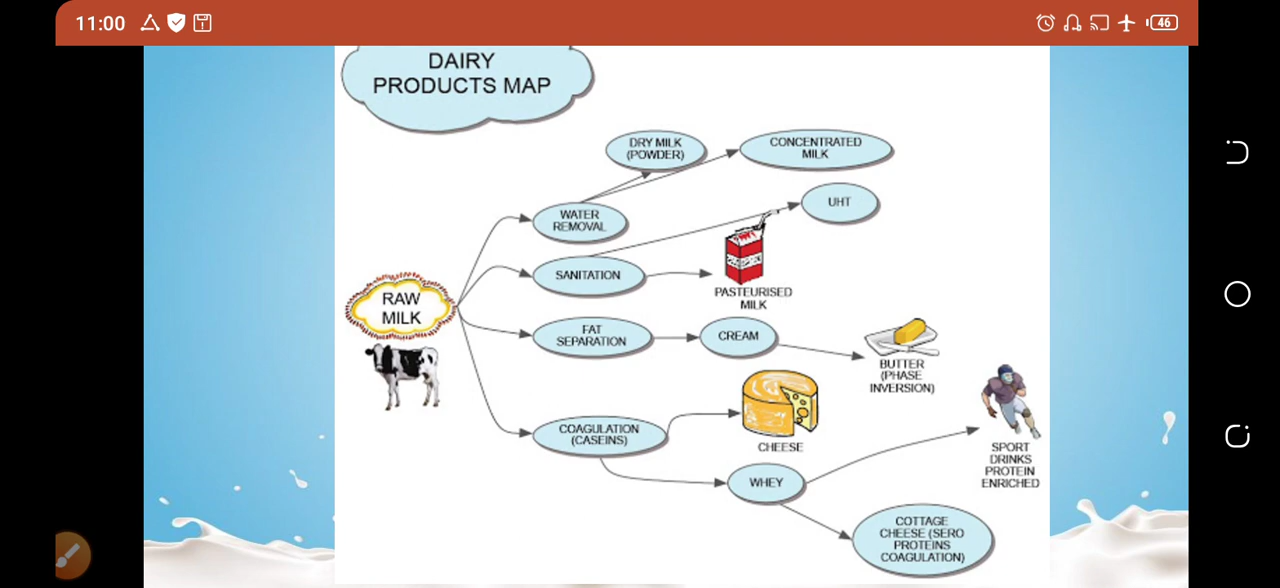 11:00
46
DAIRY
PRODUCTS MAP
DRY MILK
(POWDER)
CONCENTRATED
MILK
UHT
WATER
REMOVAL
SANITATION
PASTEURISED
MILK
RAW
MILK
FAT
SEPARATION
CREAM
BUTTER
(PHASE
INVERSION)
COAGULATION
(CASEINS)
CHEESE
SPORT
DRINKS
PROTEIN
ENRICHED
WHEY
COTTAGE
CHEESE (SERO
PROTEINS
COAGULATION)